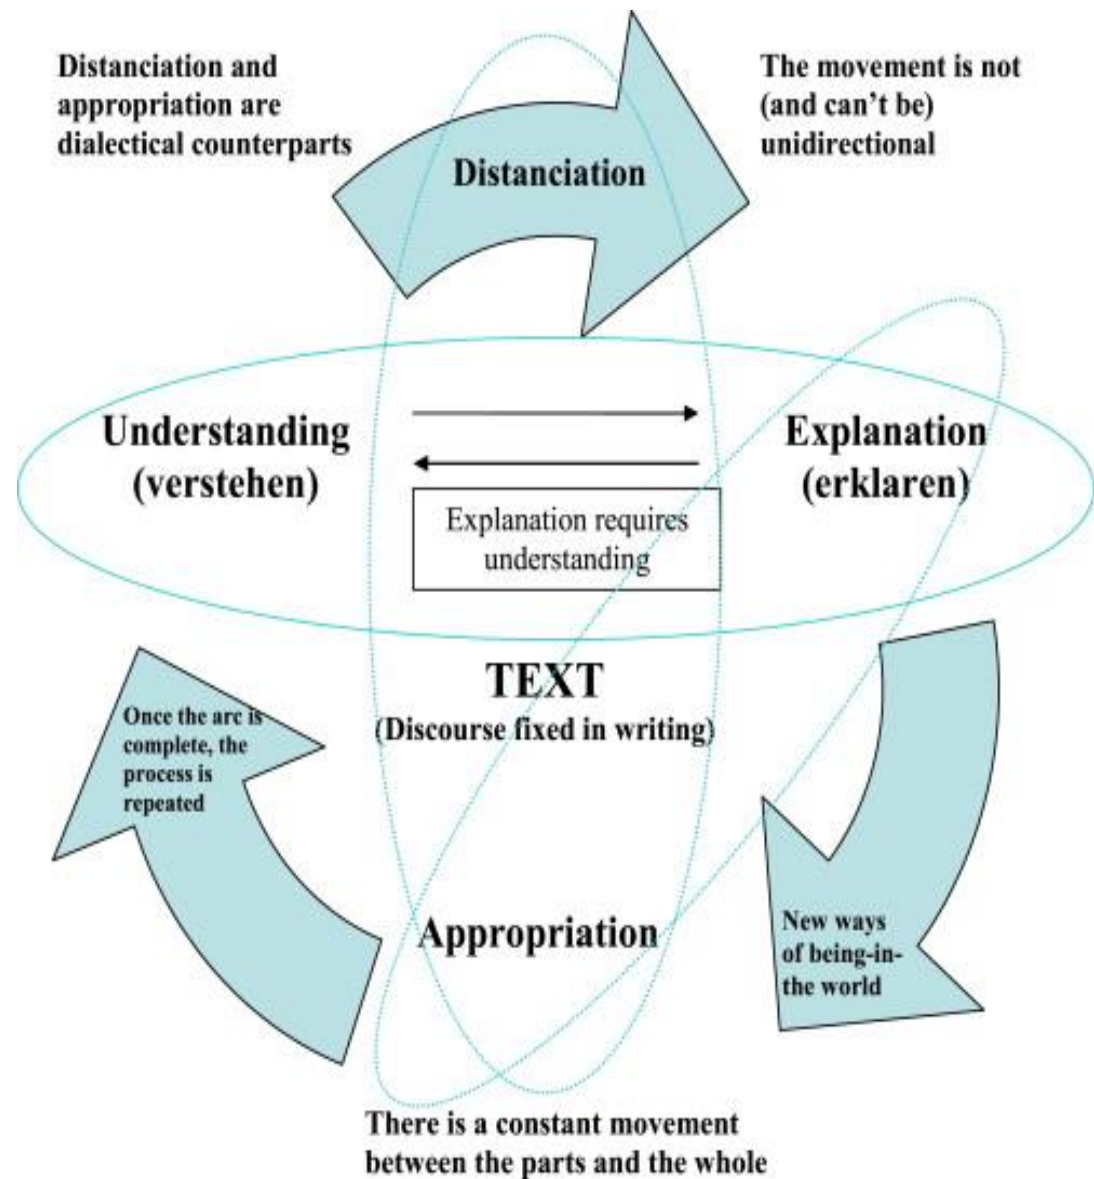 Distanciation and
appropriation are
dialectical counterparts
The movement is not
(and can't be)
unidirectional
Distanciation
Understanding
(verstehen)
Explanation
(erklaren)
Explanation requires
understanding
TEXT
(Discourse fixed in writing)
Once the arc is
complete, the
process is
repeated
Appropriation
New ways
of being-in-
the world
There is a constant movement
between the parts and the whole